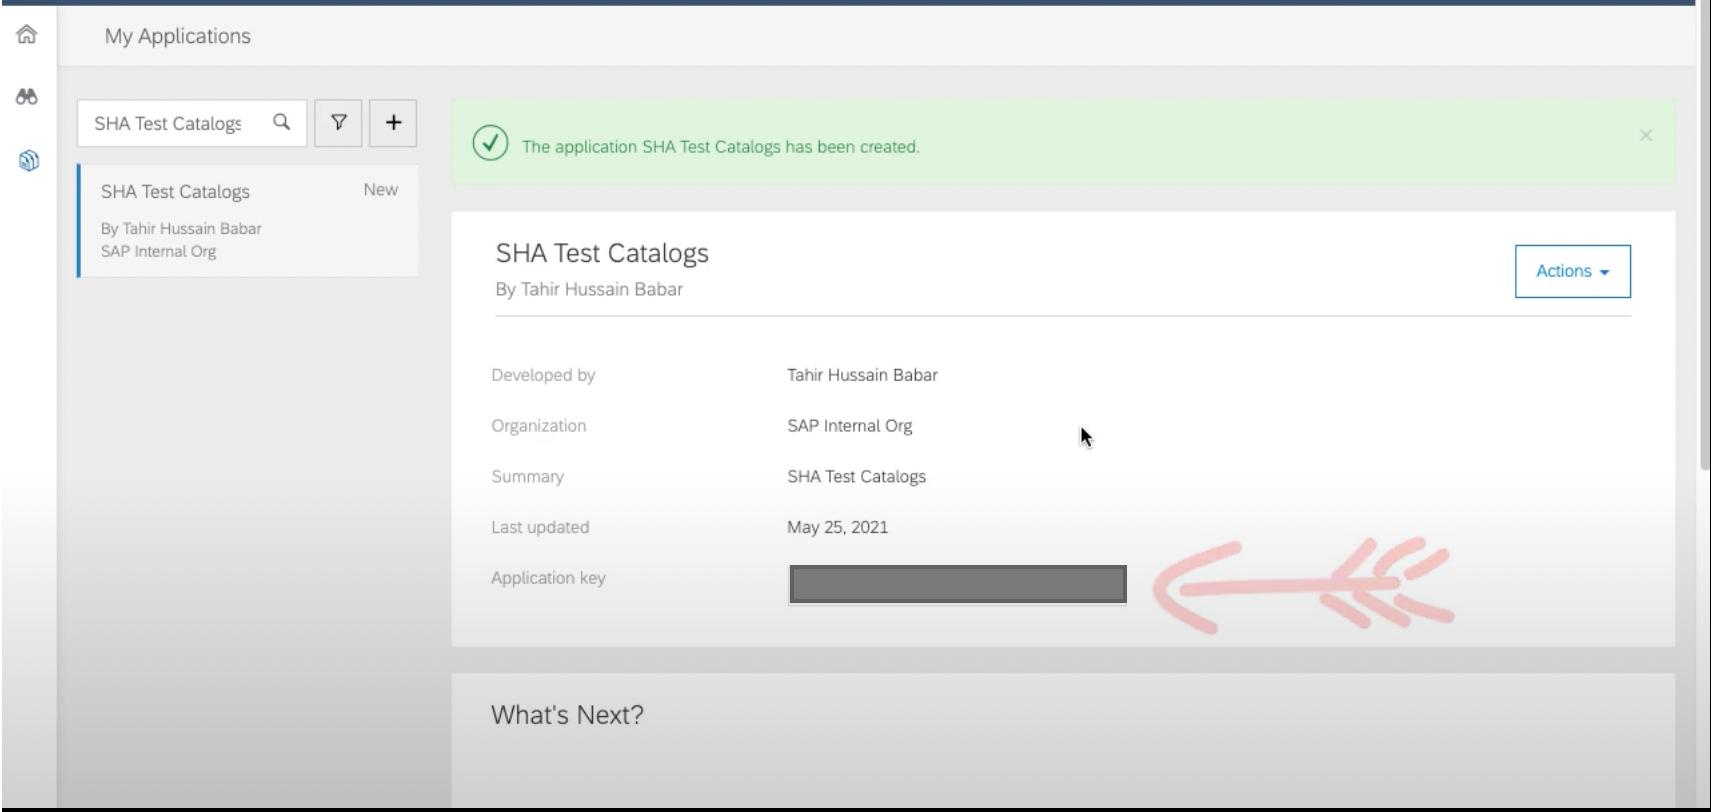 My Applications
SHA Test Catalogs
SHA Test Catalogs New
By Tahir Hussain Babar
SAP Internal Org
The application SHA Test Catalogs has been created.
SHA Test Catalogs
By Tahir Hussain Babar
Actions
Developed by Tahir Hussain Babar
Organization SAP Internal Org
Summary SHA Test Catalogs
Last updated May 25, 2021
Application key
What's Next?